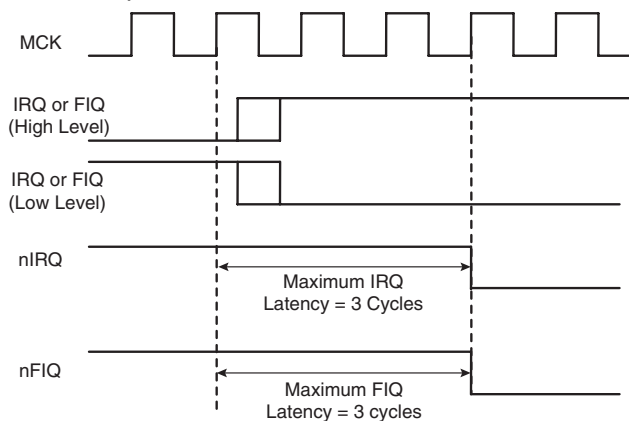 MCK
IRQ or FIQ
(High Level)
IRQ or FIQ
(Low Level)
nIRQ
Maximum IRQ
Latency = 3 Cycles
nFIQ
Maximum FIQ
Latency = 3 cycles